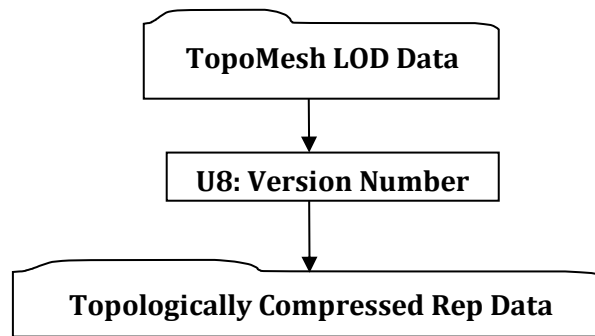 TopoMesh LOD Data
U8: Version Number
Topologically Compressed Rep Data